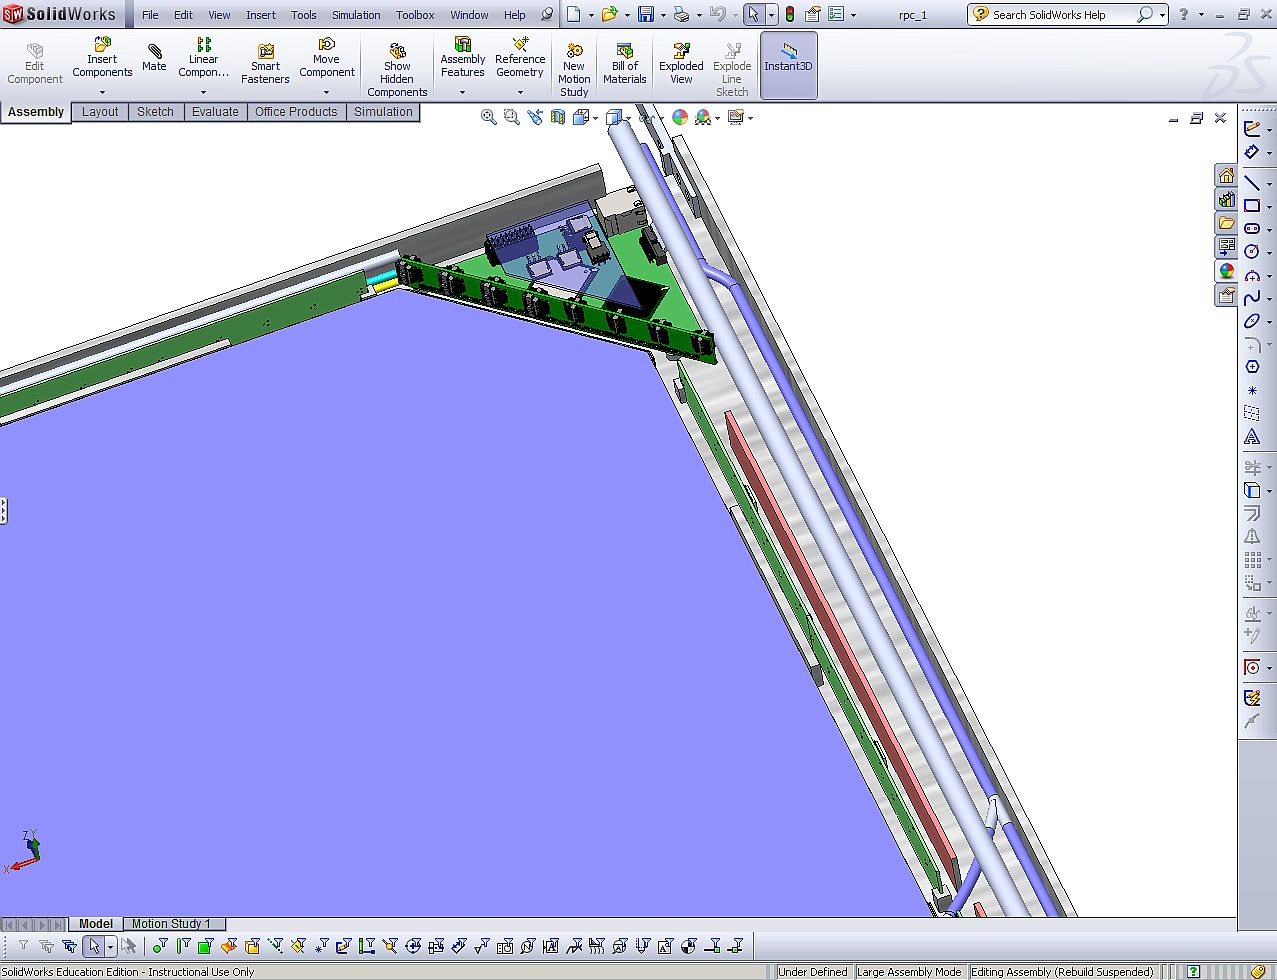 SolidWorks File Edit View Insert Tools Simulation Toolbox Window Help rpc_1 Search SolidWorks Help
Edit Component
Insert Components
Mate
Linear Compon...
Smart Fasteners
Move Component
Show Hidden Components
Assembly Features
Reference Geometry
New Motion Study
Bill of Materials
Exploded View
Explode Line Sketch
Instant3D
Assembly Layout Sketch Evaluate Office Products Simulation
Z Y
X
Model Motion Study 1
SolidWorks Education Edition - Instructional Use Only Under Defined Large Assembly Mode Editing Assembly (Rebuild Suspended)